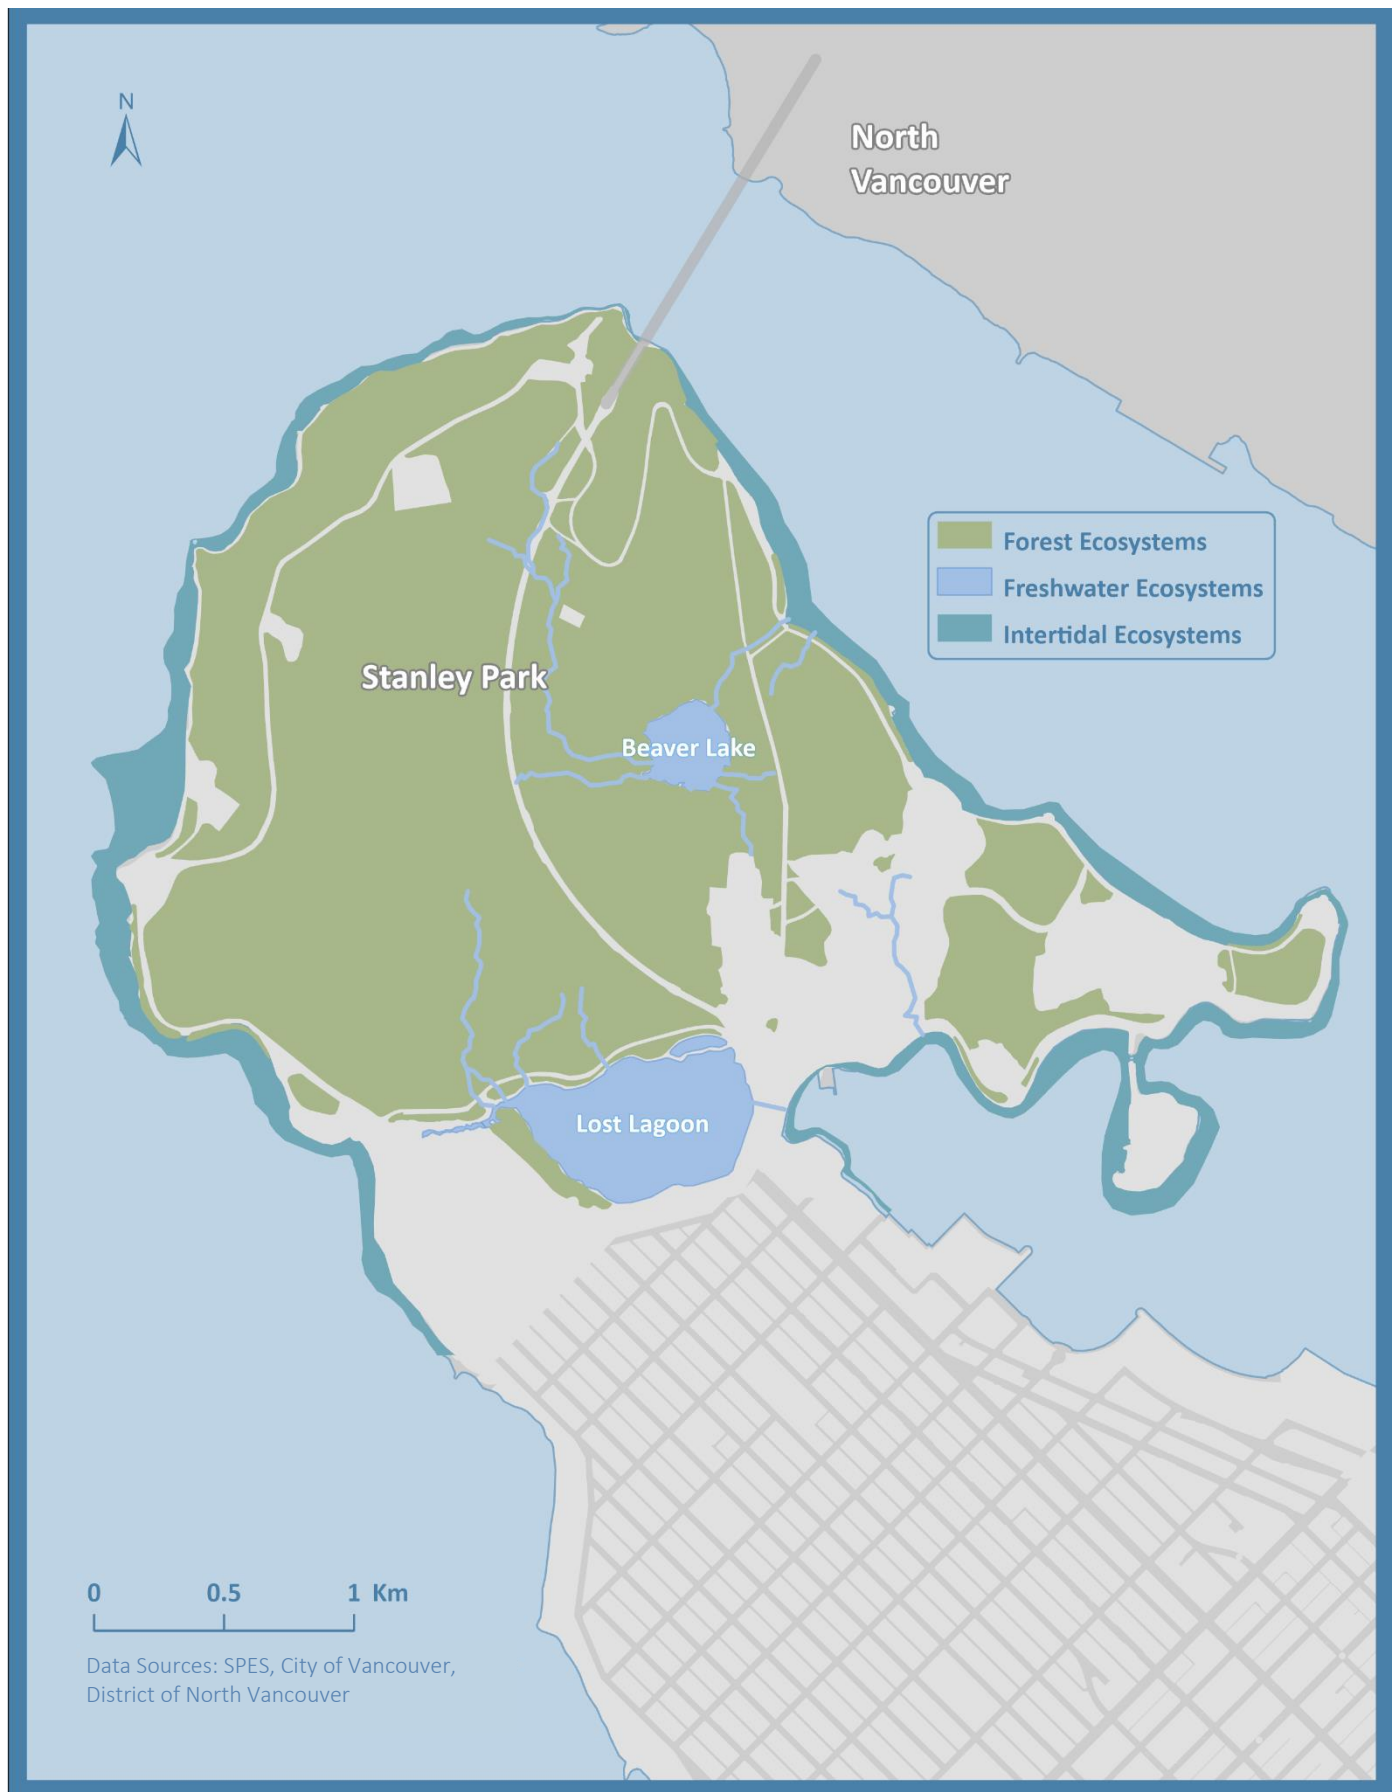 N
North
Vancouver
Forest Ecosystems
Freshwater Ecosystems
Intertidal Ecosystems
Stanley Park
Beaver Lake
Lost Lagoon
0 0.5 1 Km
Data Sources: SPES, City of Vancouver,
District of North Vancouver